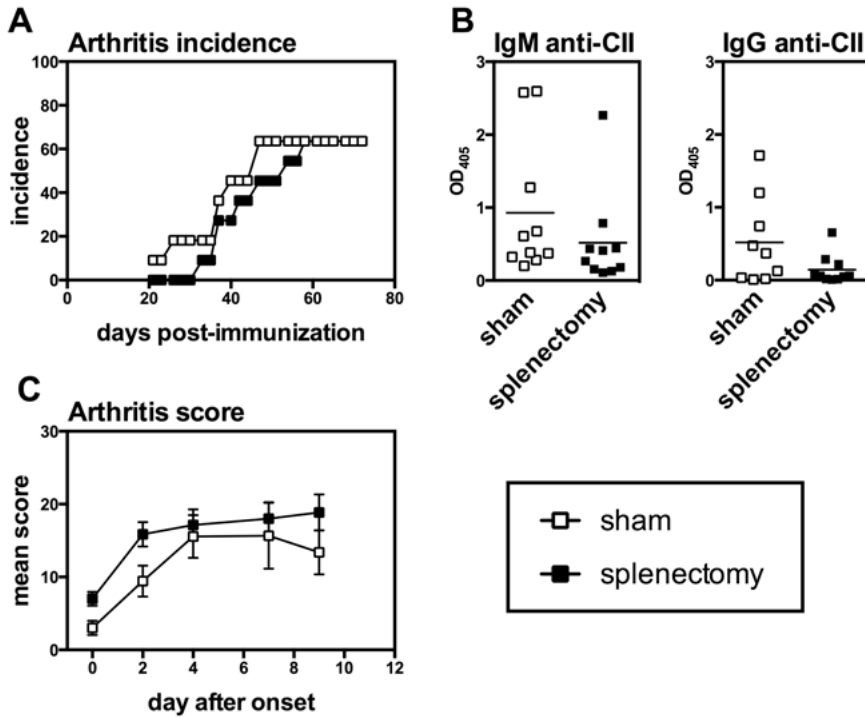 A
Arthritis incidence
100
80
60
40
20
0
incidence
0 20 40 60 80
days post-immunization
B
IgM anti-CII
3
2
1
0
OD405
sham
splenectomy
IgG anti-CII
3
2
1
0
OD405
sham
splenectomy
C
Arthritis score
30
20
10
0
mean score
0 2 4 6 8 10 12
day after onset
sham
splenectomy